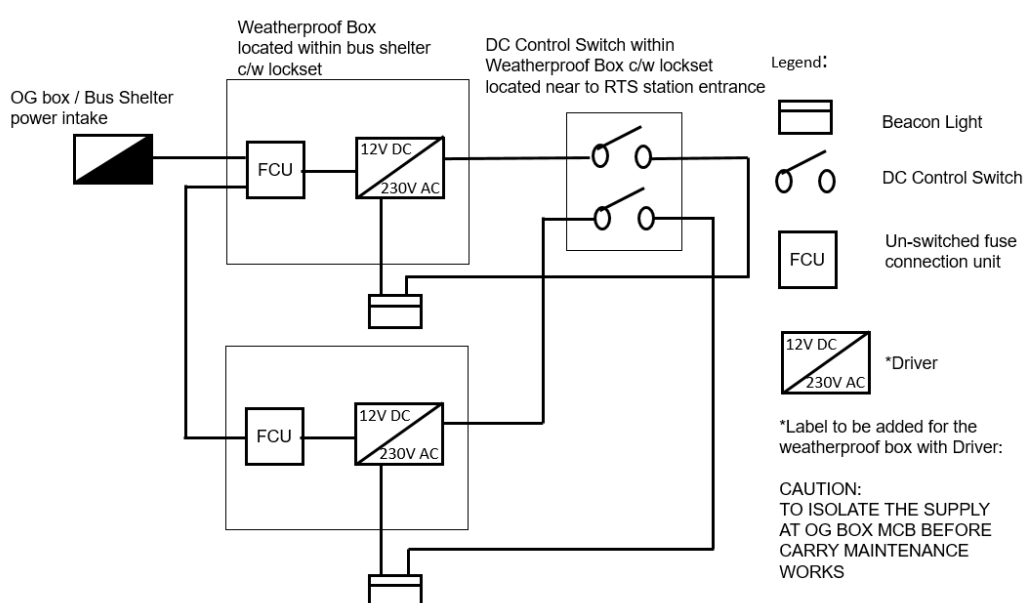 Weatherproof Box
located within bus shelter
c/w lockset
DC Control Switch within
Weatherproof Box c/w lockset
located near to RTS station entrance
Legend:
OG box / Bus Shelter
power intake
FCU
12V DC
230V AC
Beacon Light
DC Control Switch
FCU
Un-switched fuse
connection unit
FCU
12V DC
230V AC
12V DC
230V AC
*Driver
*Label to be added for the
weatherproof box with Driver:
CAUTION:
TO ISOLATE THE SUPPLY
AT OG BOX MCB BEFORE
CARRY MAINTENANCE
WORKS